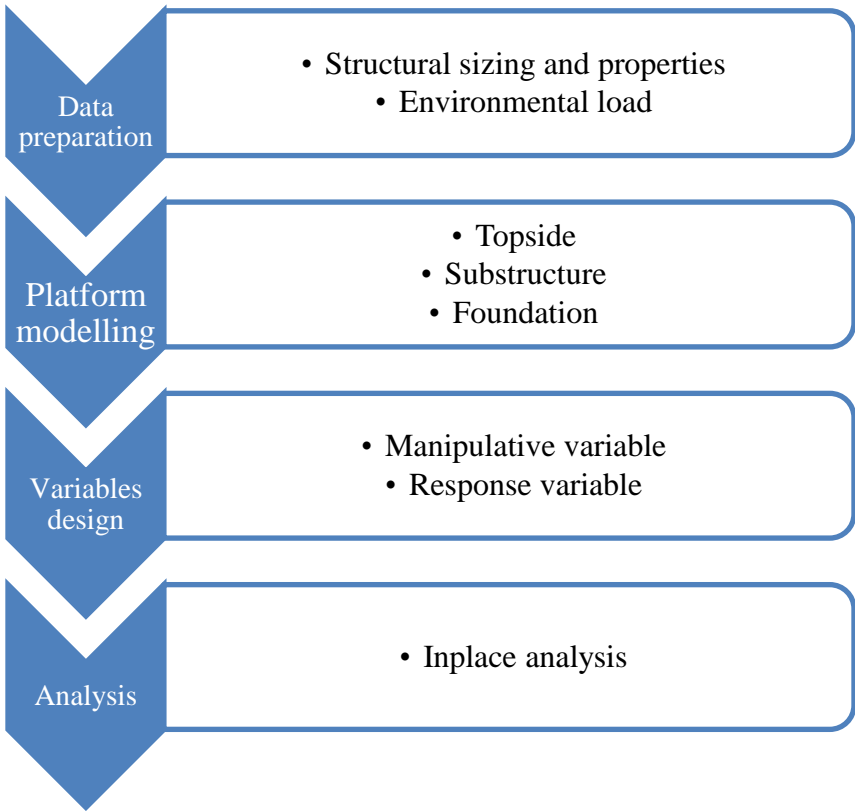 Data
preparation
• Structural sizing and properties
• Environmental load
Platform
modelling
• Topside
• Substructure
• Foundation
Variables
design
• Manipulative variable
• Response variable
Analysis
• Inplace analysis